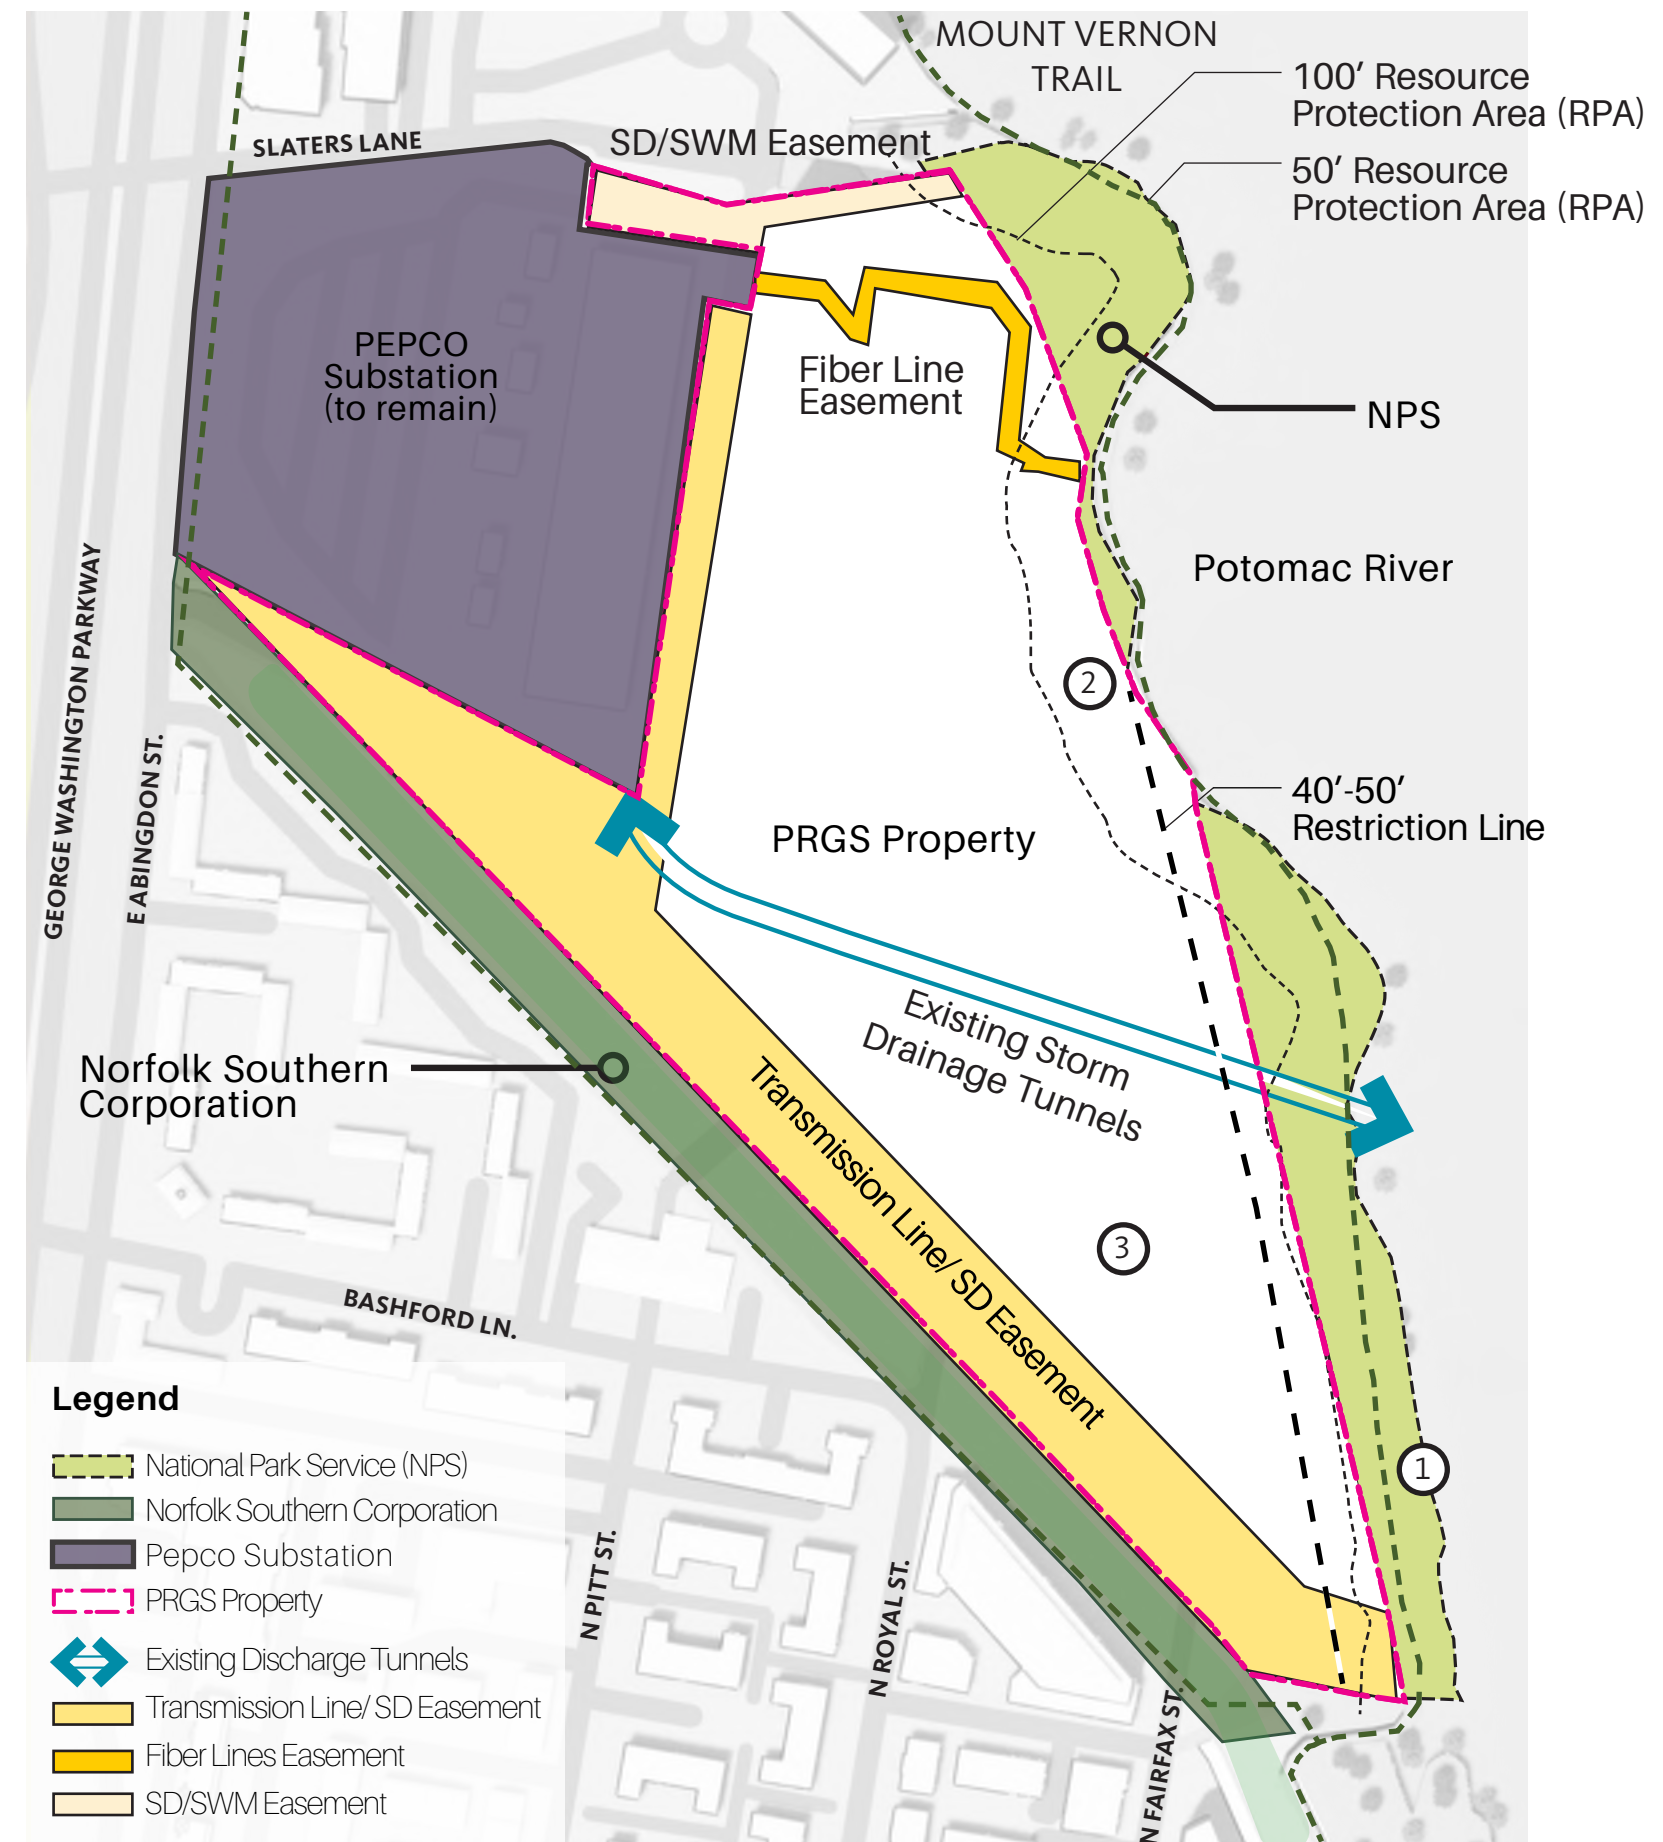 MOUNT VERNON
TRAIL
100’ Resource
Protection Area (RPA)
SLATERS LANE
SD/SWM Easement
50’ Resource
Protection Area (RPA)
PEPCO
Substation
(to remain)
Fiber Line
Easement
NPS
Potomac River
GEORGE WASHINGTON PARKWAY
E ABINGDON ST.
2
40’-50’
Restriction Line
PRGS Property
Existing Storm
Drainage Tunnels
Norfolk Southern
Corporation
Transmission Line/ SD Easement
3
BASHFORD LN.
1
N PITT ST.
N ROYAL ST.
N FAIRFAX ST.
Legend
National Park Service (NPS)
Norfolk Southern Corporation
Pepco Substation
PRGS Property
Existing Discharge Tunnels
Transmission Line/ SD Easement
Fiber Lines Easement
SD/SWM Easement